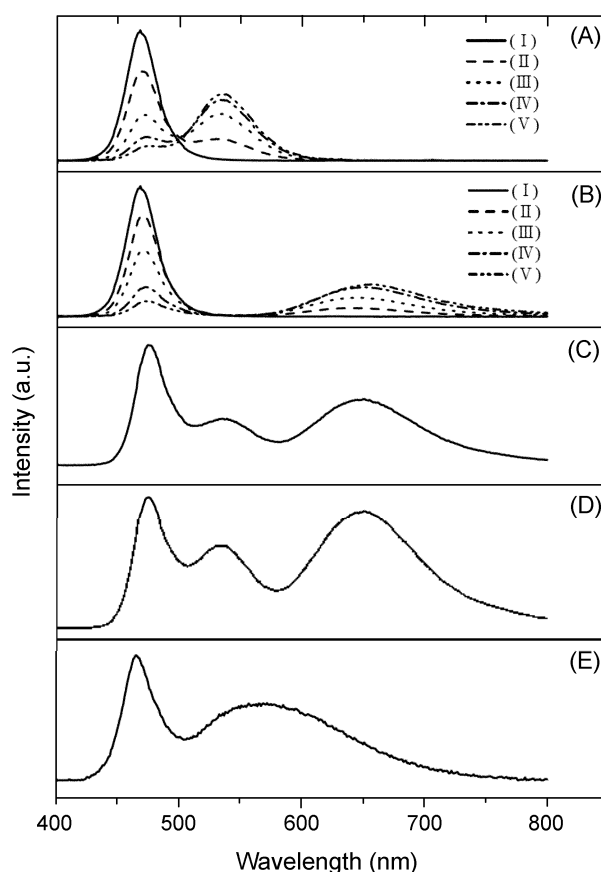 (A)
(Ⅰ)
(Ⅱ)
(Ⅲ)
(Ⅳ)
(Ⅴ)
(B)
(Ⅰ)
(Ⅱ)
(Ⅲ)
(Ⅳ)
(Ⅴ)
(C)
(D)
(E)
Intensity (a.u.)
400 500 600 700 800
Wavelength (nm)